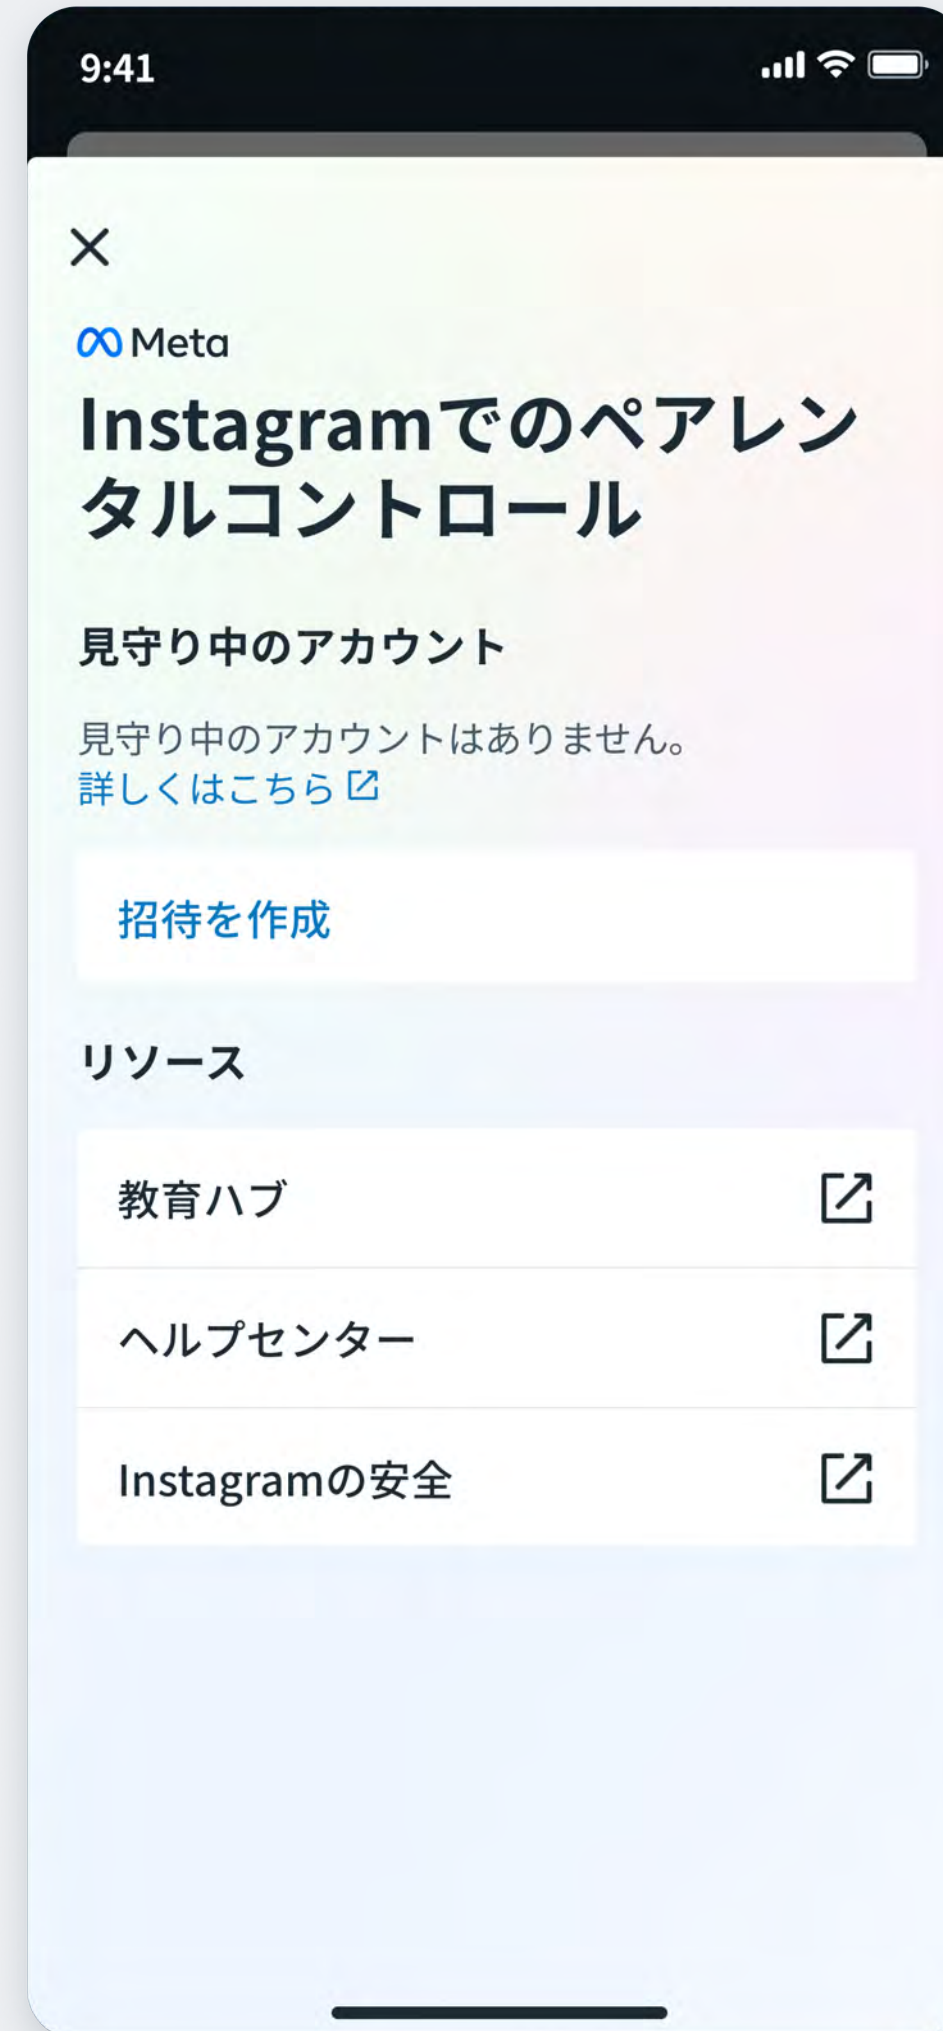 9:41
Meta
Instagramでのペアレン
タルコントロール
見守り中のアカウント
見守り中のアカウントはありません。
詳しくはこちら
招待を作成
リソース
教育ハブ
ヘルプセンター
Instagramの安全